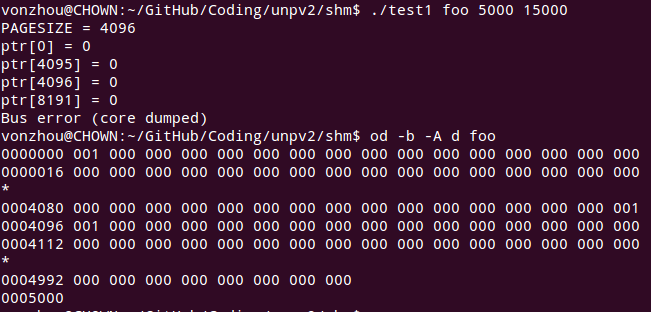 vonzhou@CHOWN:~/GitHub/Coding/unpv2/shm$ ./test1 foo 5000 15000
PAGESIZE = 4096
ptr[0] = 0
ptr[4095] = 0
ptr[4096] = 0
ptr[8191] = 0
Bus error (core dumped)
vonzhou@CHOWN:~/GitHub/Coding/unpv2/shm$ od -b -A d foo
0000000 001 000 000 000 000 000 000 000 000 000 000 000 000 000 000 000
0000016 000 000 000 000 000 000 000 000 000 000 000 000 000 000 000 000
*
0004080 000 000 000 000 000 000 000 000 000 000 000 000 000 000 000 001
0004096 001 000 000 000 000 000 000 000 000 000 000 000 000 000 000 000
0004112 000 000 000 000 000 000 000 000 000 000 000 000 000 000 000 000
*
0004992 000 000 000 000 000 000 000 000
0005000